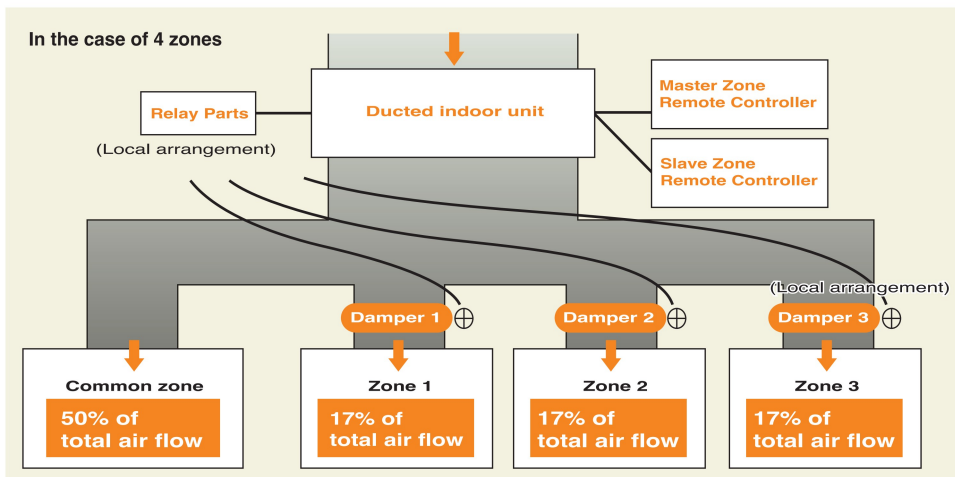 In the case of 4 zones
Relay Parts
(Local arrangement)
Ducted indoor unit
Master Zone
Remote Controller
Slave Zone
Remote Controller
(Local arrangement)
Damper 1
Damper 2
Damper 3
Common zone
50% of
total air flow
Zone 1
17% of
total air flow
Zone 2
17% of
total air flow
Zone 3
17% of
total air flow